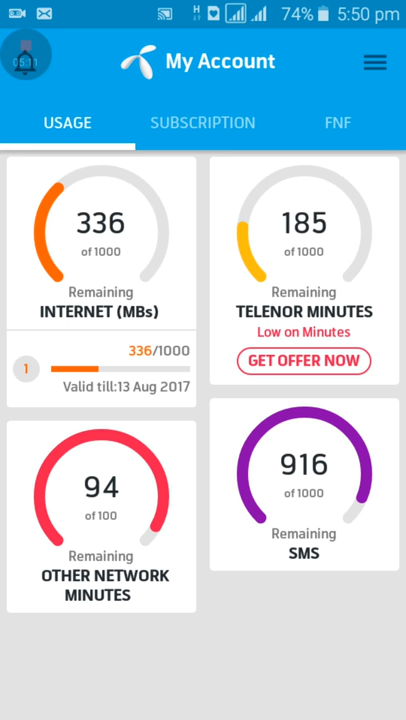 74% 5:50 pm
05:11
My Account
USAGE SUBSCRIPTION FNF
336
of 1000
Remaining
INTERNET (MBs)
1
336/1000
Valid till:13 Aug 2017
185
of 1000
Remaining
TELENOR MINUTES
Low on Minutes
GET OFFER NOW
94
of 100
Remaining
OTHER NETWORK
MINUTES
916
of 1000
Remaining
SMS